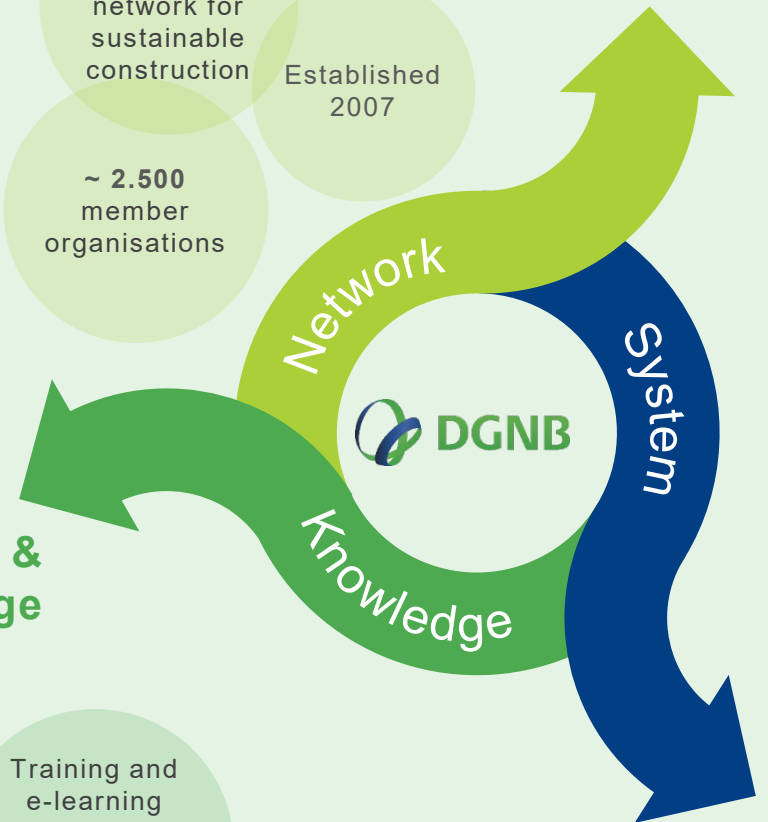 network for
sustainable
construction
Established
2007
~ 2.500
member
organisations
Network
System
DGNB
Knowledge
&
ge
Training and
e-learning